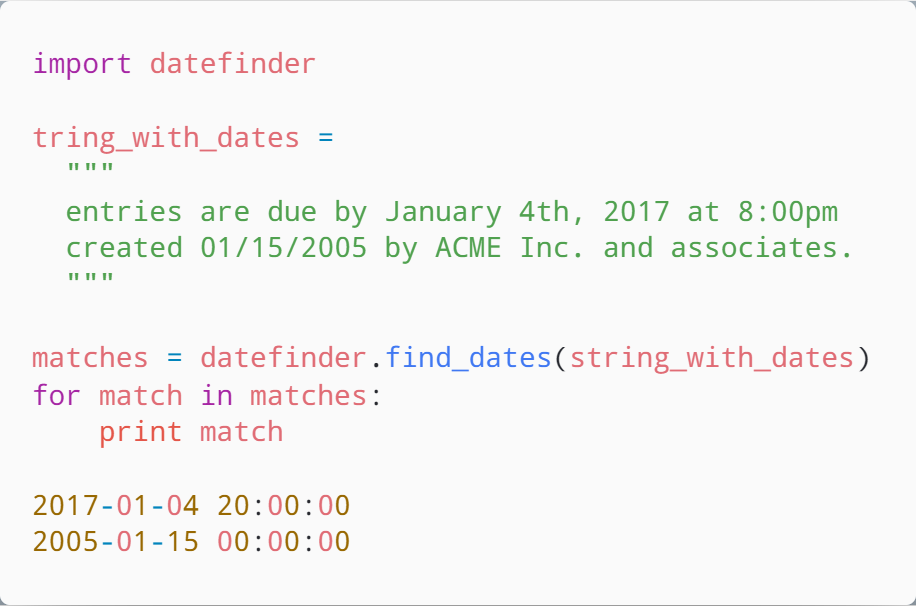 import datefinder
tring_with_dates =
"""
entries are due by January 4th, 2017 at 8:00pm
created 01/15/2005 by ACME Inc. and associates.
"""
matches = datefinder.find_dates(string_with_dates)
for match in matches:
    print match
2017-01-04 20:00:00
2005-01-15 00:00:00